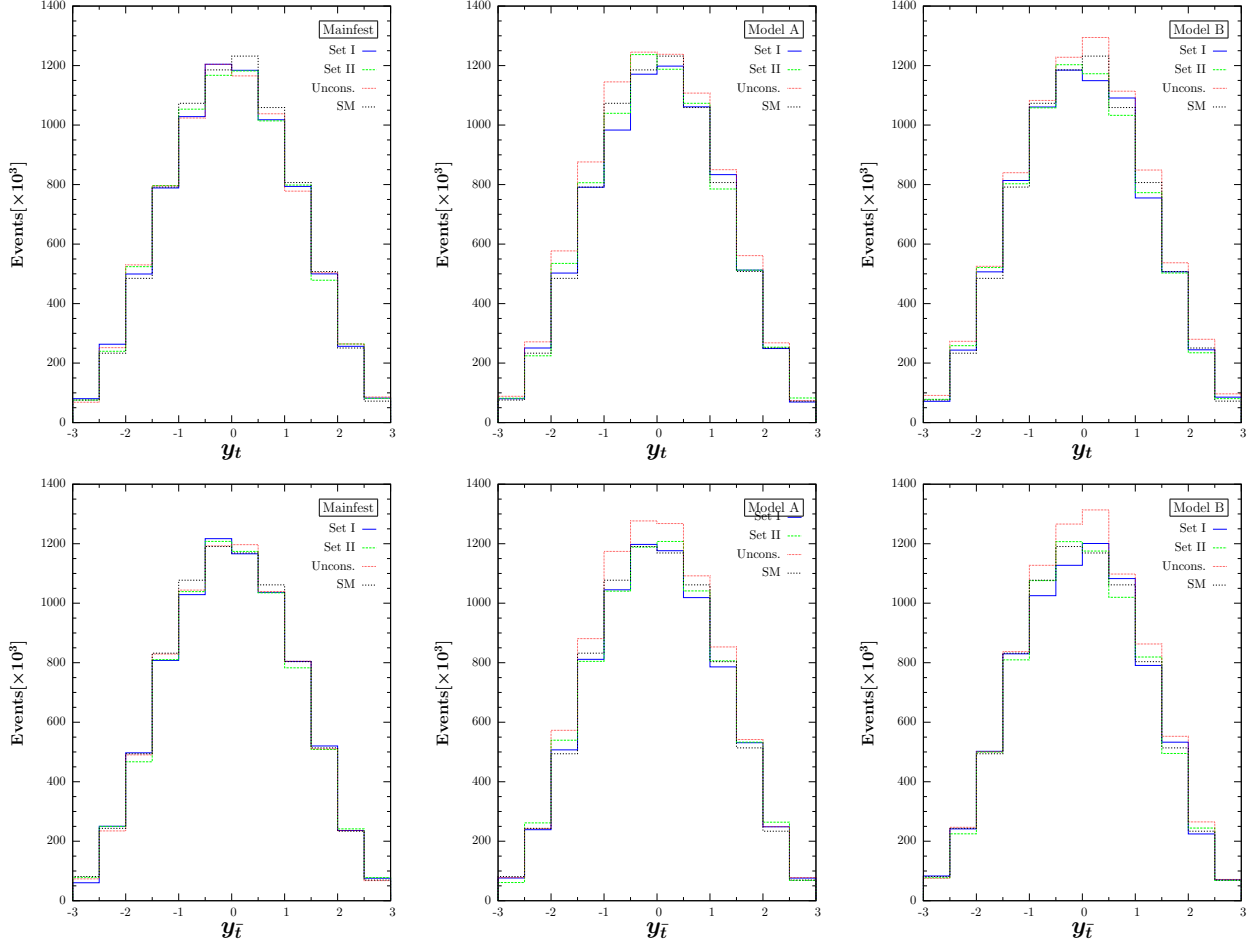 1400
1200
1000
800
600
400
200
0
Events[×10³]
-3 -2 -1 0 1 2 3
y_t
Mainfest
Set I
Set II
Uncons.
SM
1400
1200
1000
800
600
400
200
0
Events[×10³]
-3 -2 -1 0 1 2 3
y_t
Model A
Set I
Set II
Uncons.
SM
1400
1200
1000
800
600
400
200
0
Events[×10³]
-3 -2 -1 0 1 2 3
y_t
Model B
Set I
Set II
Uncons.
SM
1400
1200
1000
800
600
400
200
0
Events[×10³]
-3 -2 -1 0 1 2 3
y_t̄
Mainfest
Set I
Set II
Uncons.
SM
1400
1200
1000
800
600
400
200
0
Events[×10³]
-3 -2 -1 0 1 2 3
y_t̄
Model A
Set I
Set II
Uncons.
SM
1400
1200
1000
800
600
400
200
0
Events[×10³]
-3 -2 -1 0 1 2 3
y_t̄
Model B
Set I
Set II
Uncons.
SM